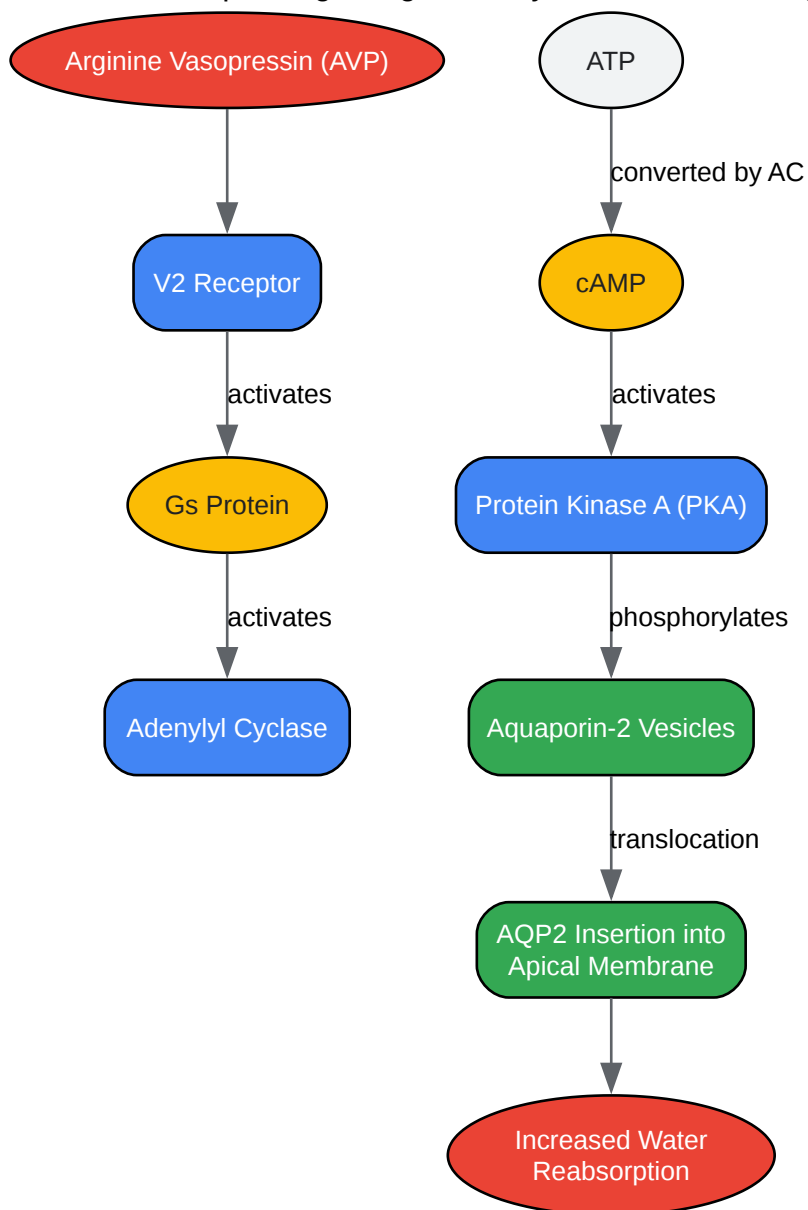 Arginine Vasopressin (AVP)
ATP
converted by AC
V2 Receptor
cAMP
activates
activates
Gs Protein
Protein Kinase A (PKA)
activates
phosphorylates
Adenylyl Cyclase
Aquaporin-2 Vesicles
translocation
AQP2 Insertion into
Apical Membrane
Increased Water
Reabsorption